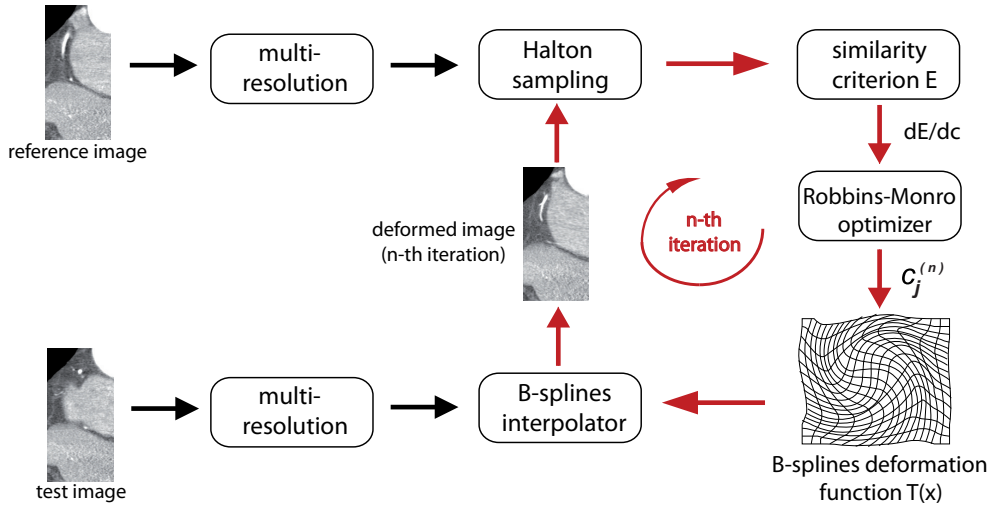 reference image
multi-
resolution
Halton
sampling
similarity
criterion E
dE/dc
Robbins-Monro
optimizer
c_j^(n)
deformed image
(n-th iteration)
n-th
iteration
test image
multi-
resolution
B-splines
interpolator
B-splines deformation
function T(x)